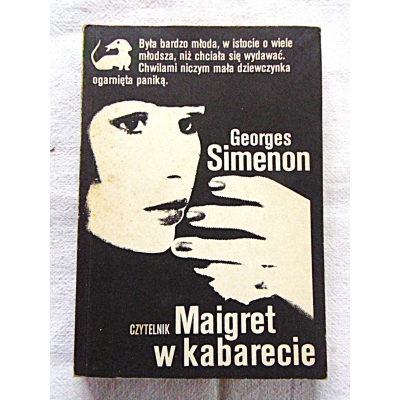 Była bardzo młoda, w istocie o wiele
młodsza, niż chciała się wydawać.
Chwilami niczym mała dziewczynka
ogarnięta paniką.
Georges
Simenon
CZYTELNIK Maigret
w kabarecie